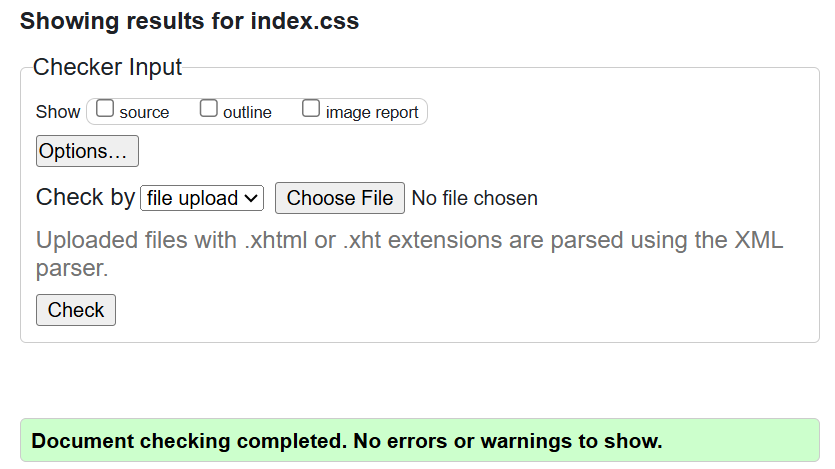 Showing results for index.css
Checker Input
Show source outline image report
Options…
Check by file upload Choose File No file chosen
Uploaded files with .xhtml or .xht extensions are parsed using the XML
parser.
Check
Document checking completed. No errors or warnings to show.